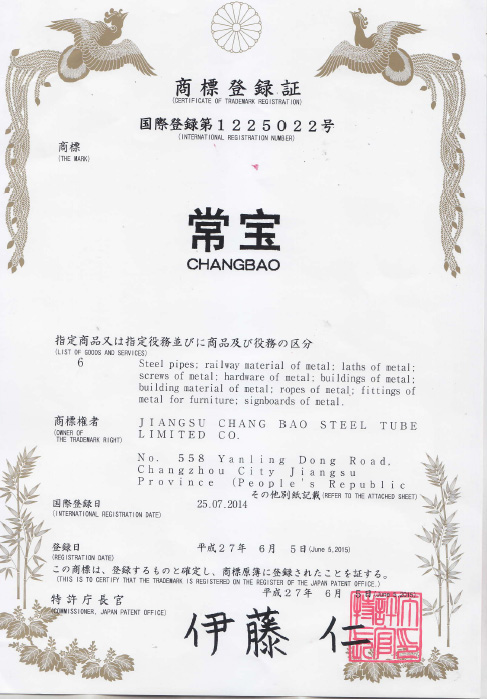 商標登録証
(CERTIFICATE OF TRADEMARK REGISTRATION)
国際登録第1225022号
(INTERNATIONAL REGISTRATION NUMBER)
商標
(THE MARK)
常宝
CHANGBAO
指定商品又は指定役務並びに商品及び役務の区分
(LIST OF GOODS AND SERVICES)
6 Steel pipes; railway material of metal; laths of metal;
screws of metal; hardware of metal; buildings of metal;
building material of metal; ropes of metal; fittings of
metal for furniture; signboards of metal.
商標権者 JIANGSU CHANG BAO STEEL TUBE
(OWNER OF THE TRADEMARK RIGHT) LIMITED CO.
No. 558 Yanling Dong Road,
Changzhou City Jiangsu
Province (People's Republic
その他別紙記載(REFER TO THE ATTACHED SHEET)
国際登録日 25.07.2014
(INTERNATIONAL REGISTRATION DATE)
登録日 平成27年 6月 5日(June 5,2015)
(REGISTRATION DATE)
この商標は、登録するものと確定し、商標原簿に登録されたことを証する。
(THIS IS TO CERTIFY THAT THE TRADEMARK IS REGISTERED ON THE REGISTER OF THE JAPAN PATENT OFFICE.)
平成27年 6月 5日(June 5,2015)
特許庁長官
(COMMISSIONER, JAPAN PATENT OFFICE)
伊藤 仁